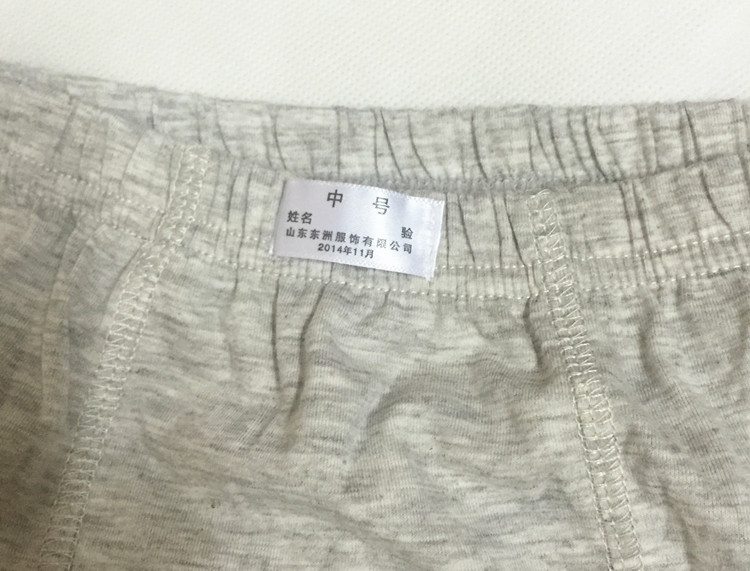 中 号
姓名 验
山东东洲服饰有限公司
2014年11月